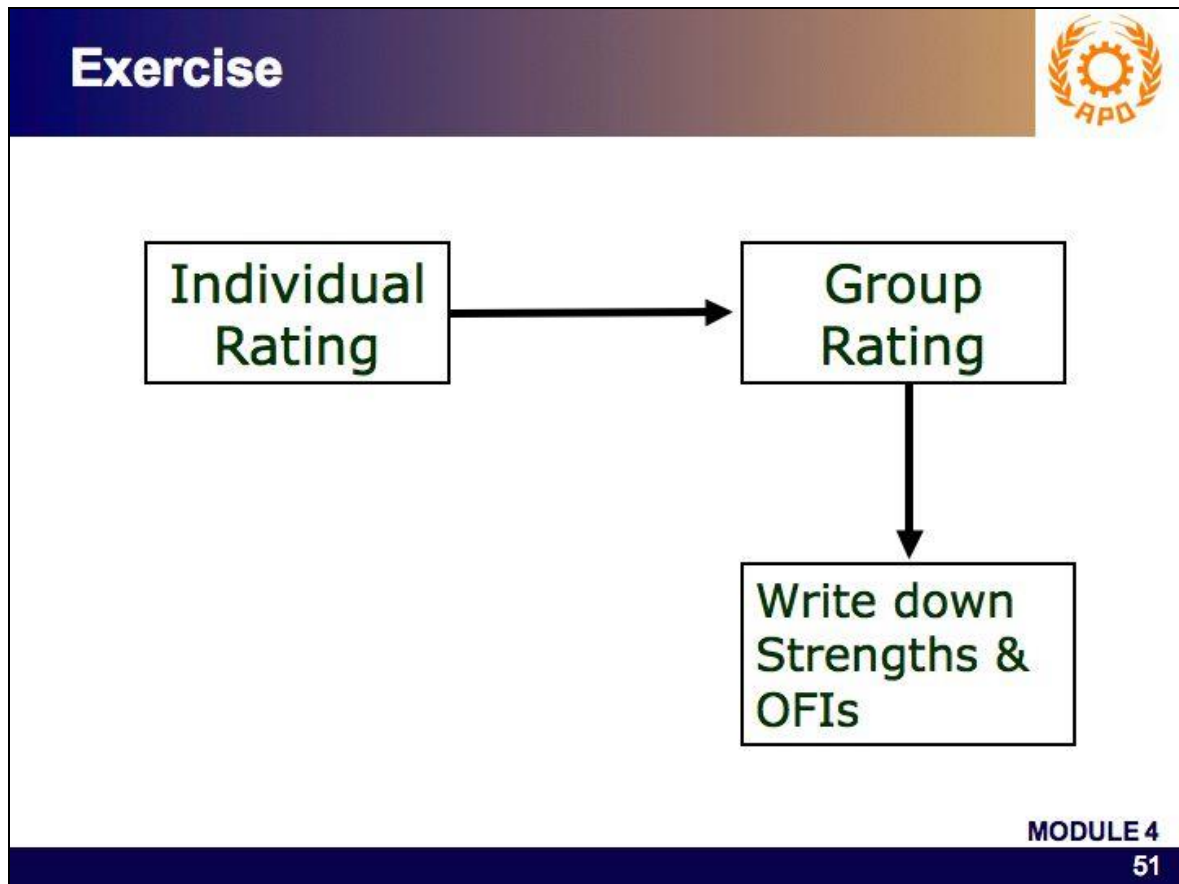 Exercise
APO
Individual
Rating
Group
Rating
Write down
Strengths &
OFIs
MODULE 4
51